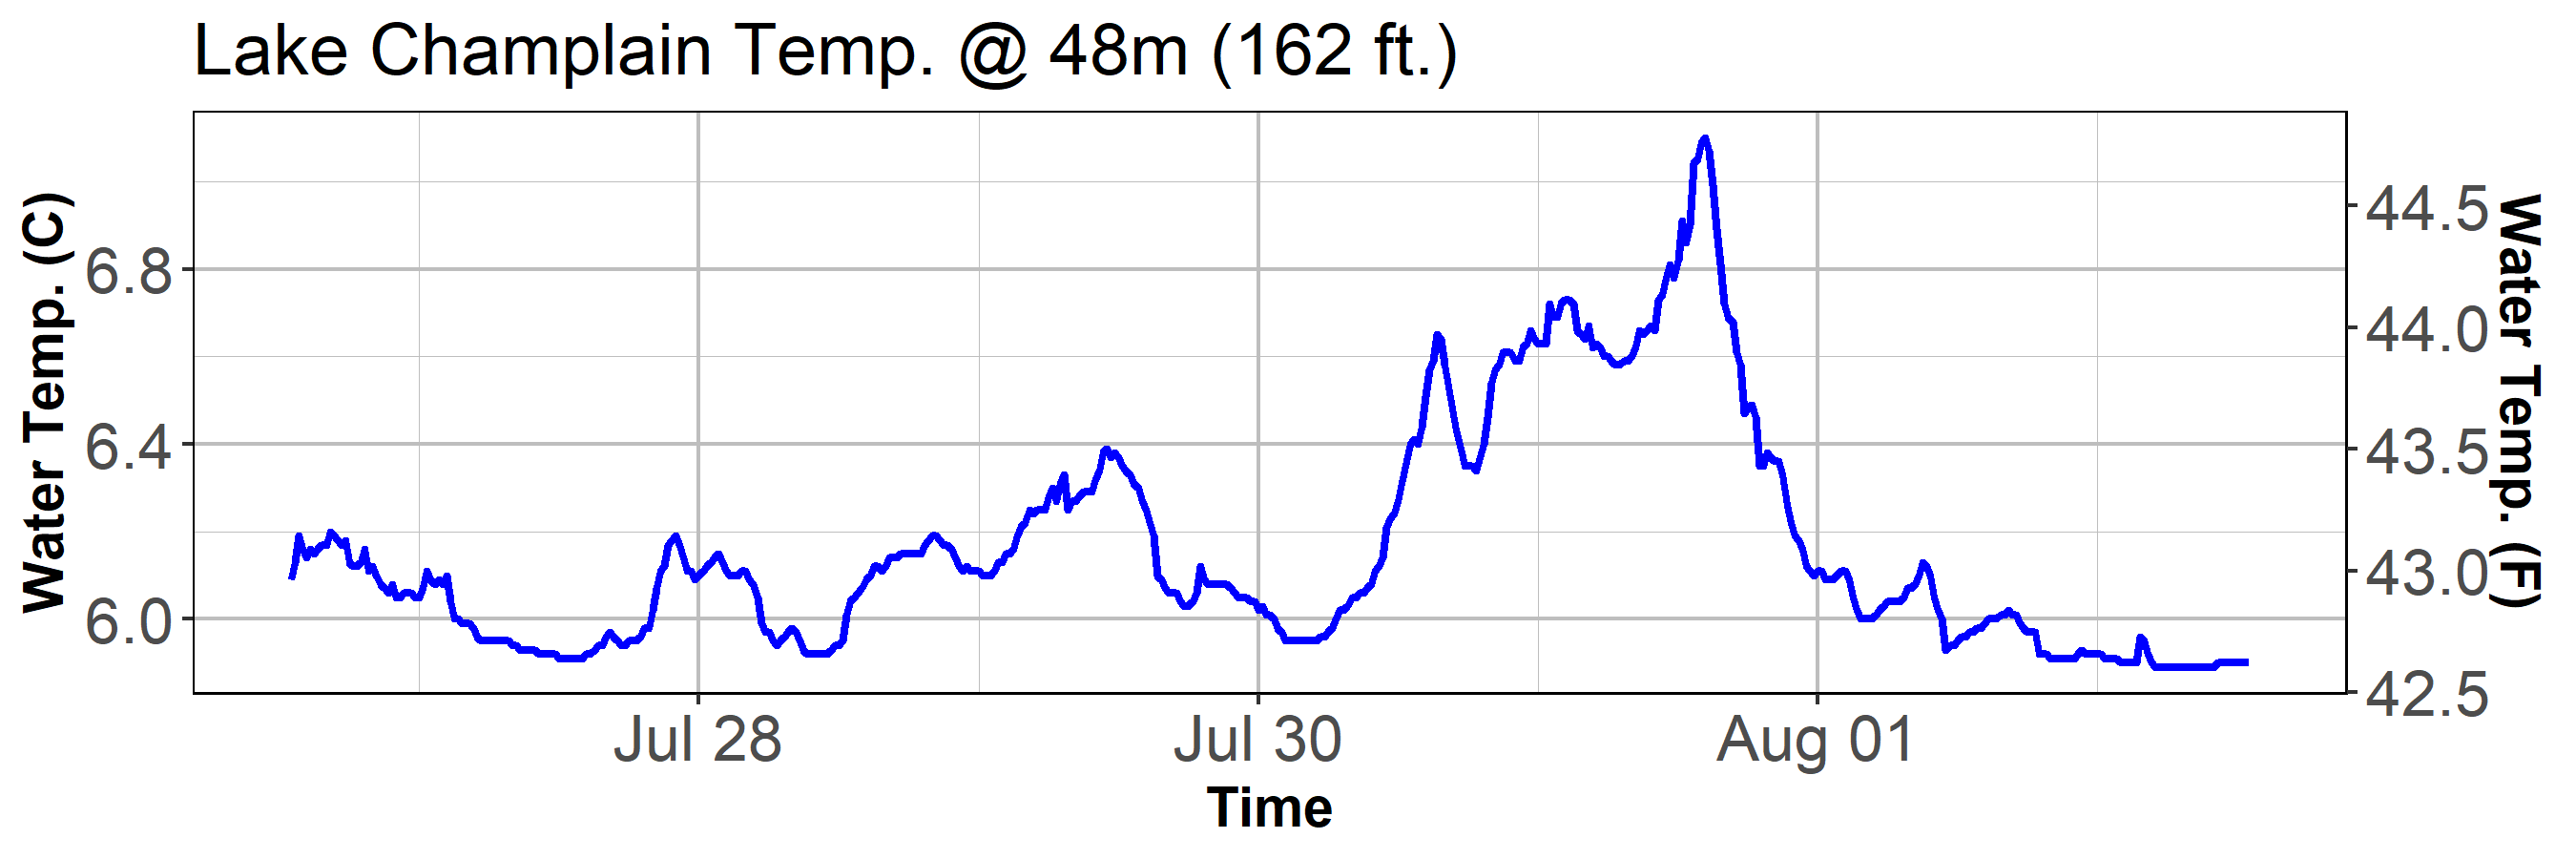 Lake Champlain Temp. @ 48m (162 ft.)
Water Temp. (C)
6.8
6.4
6.0
44.5
44.0
43.5
43.0
42.5
Water Temp. (F)
Jul 28 Jul 30 Aug 01
Time